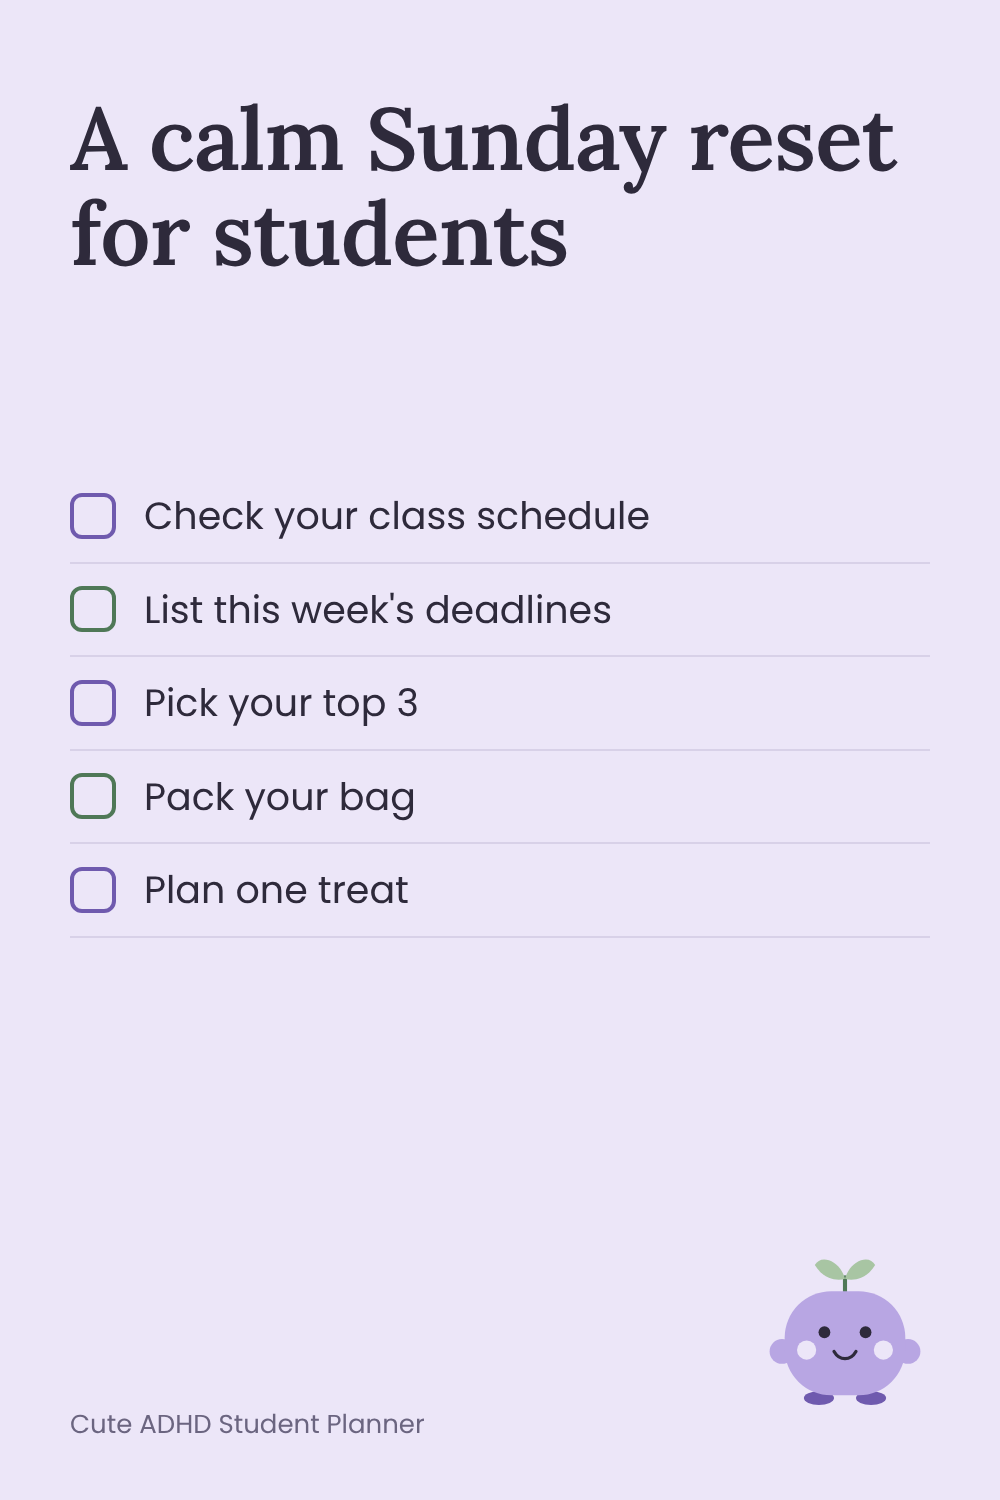 A calm Sunday reset
for students
Check your class schedule
List this week's deadlines
Pick your top 3
Pack your bag
Plan one treat
Cute ADHD Student Planner